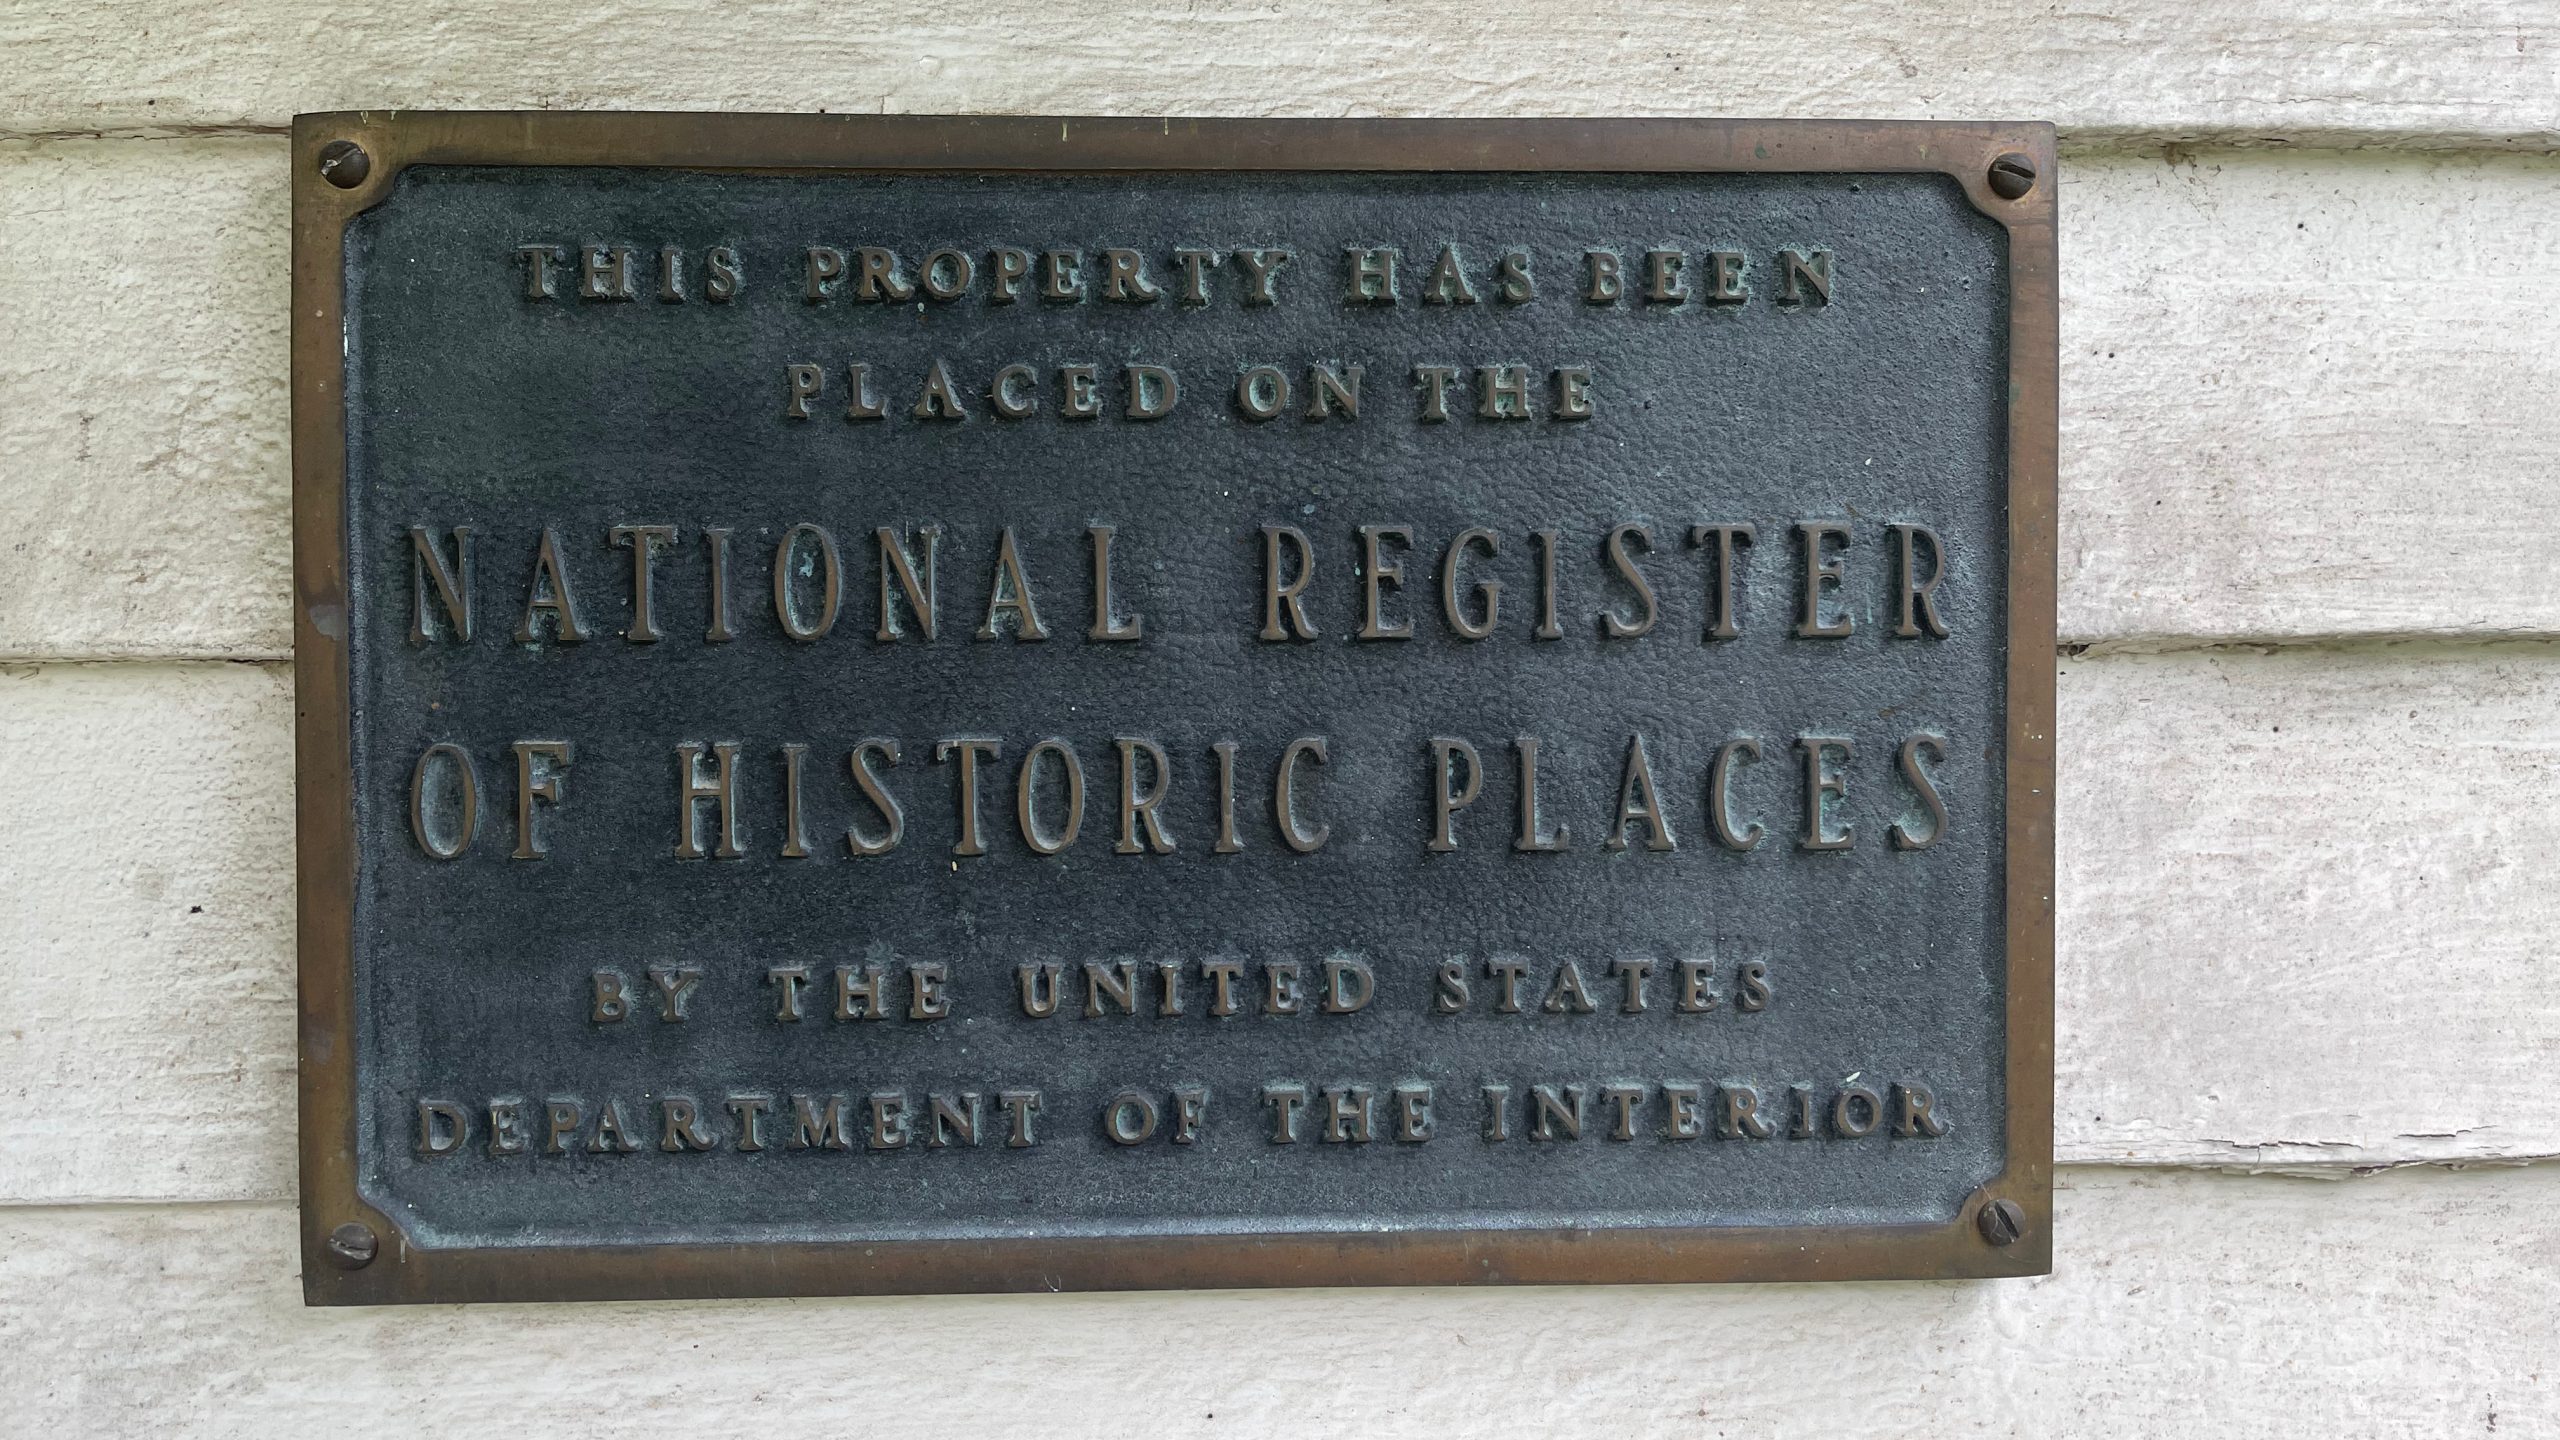 THIS PROPERTY HAS BEEN
PLACED ON THE
NATIONAL REGISTER
OF HISTORIC PLACES
BY THE UNITED STATES
DEPARTMENT OF THE INTERIOR